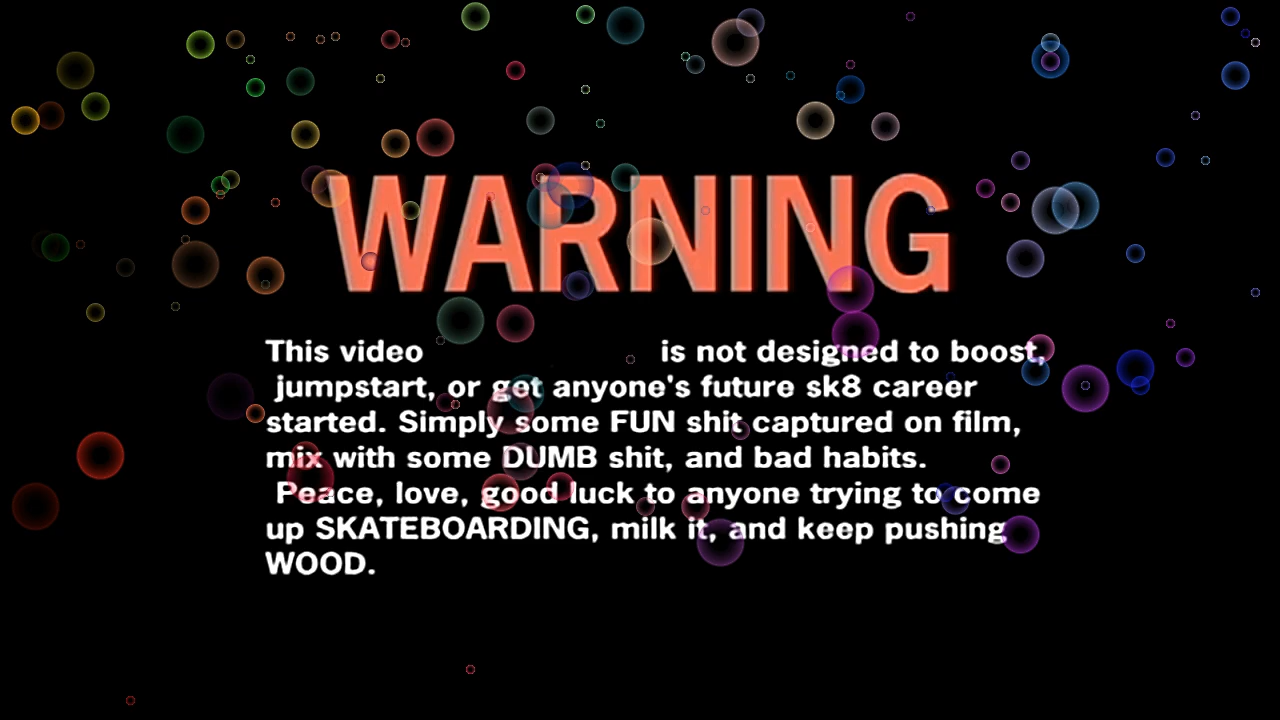 WARNING
This video is not designed to boost,
jumpstart, or get anyone's future sk8 career
started. Simply some FUN shit captured on film,
mix with some DUMB shit, and bad habits.
Peace, love, good luck to anyone trying to come
up SKATEBOARDING, milk it, and keep pushing
WOOD.